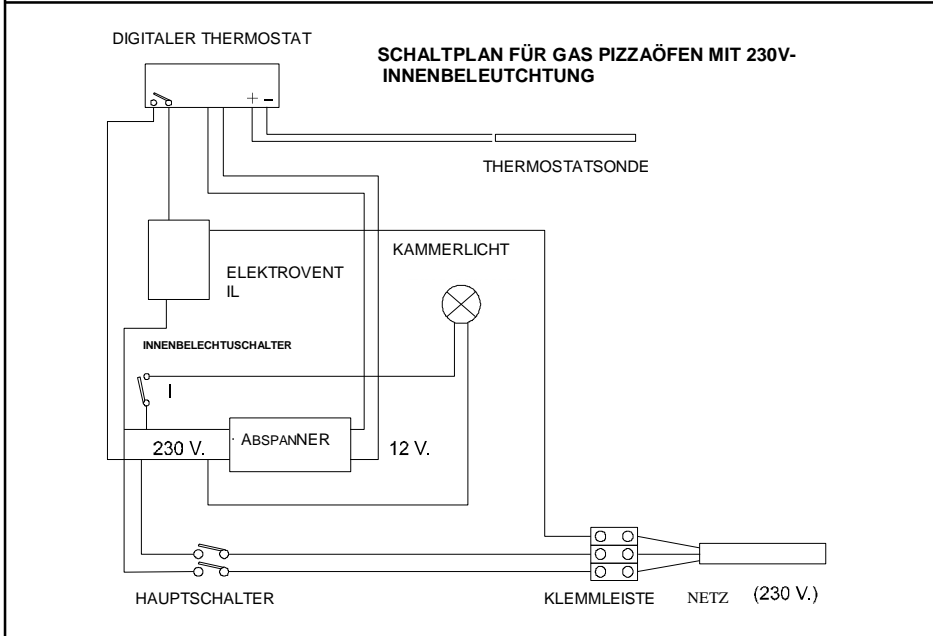 DIGITALER THERMOSTAT
SCHALTPLAN FÜR GAS PIZZAÖFEN MIT 230V-
INNENBELEUTCHTUNG
+ –
THERMOSTATSONDE
KAMMERLICHT
ELEKTROVENT
IL
INNENBELECHTUSCHALTER
I
230 V.
ABSPANNER
12 V.
HAUPTSCHALTER
KLEMMLEISTE
NETZ
(230 V.)